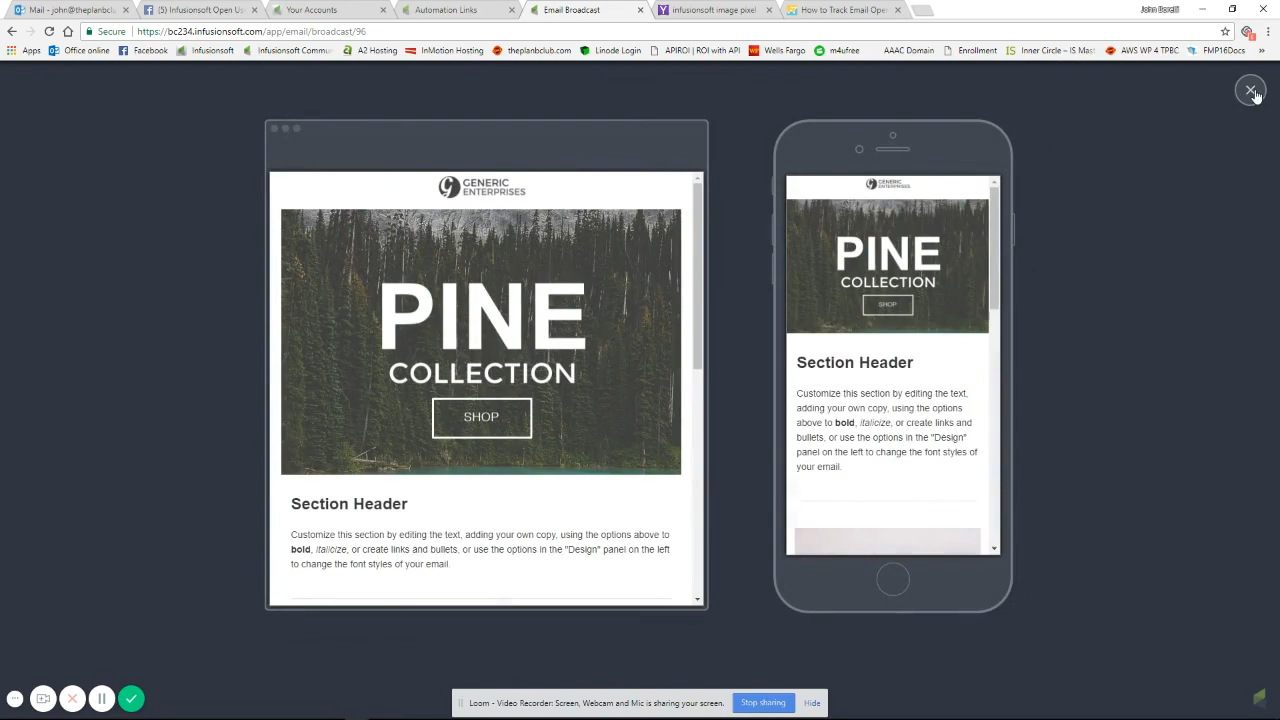 Mail - john@theplanbclu
(5) Infusionsoft Open Us
Your Accounts
Automation Links
Email Broadcast
infusionsoft image pixel
How to Track Email Ope
Secure
https://bc234.infusionsoft.com/app/email/broadcast/96
Apps
Office online
Facebook
Infusionsoft
Infusionsoft Commu
A2 Hosting
InMotion Hosting
theplanbclub.com
Linode Login
APIROI | ROI with API
Wells Fargo
m4ufree
AAAC Domain
Enrollment
Inner Circle – IS Mast
AWS WP 4 TPBC
FMP16Docs
GENERIC
ENTERPRISES
PINE
COLLECTION
SHOP
Section Header
Customize this section by editing the text, adding your own copy, using the options above to
bold, italicize, or create links and bullets, or use the options in the "Design" panel on the left
to change the font styles of your email.
GENERIC
ENTERPRISES
PINE
COLLECTION
SHOP
Section Header
Customize this section by editing the text,
adding your own copy, using the options
above to bold, italicize, or create links and
bullets, or use the options in the "Design"
panel on the left to change the font styles of
your email.
Loom - Video Recorder: Screen, Webcam and Mic is sharing your screen.
Stop sharing
Hide